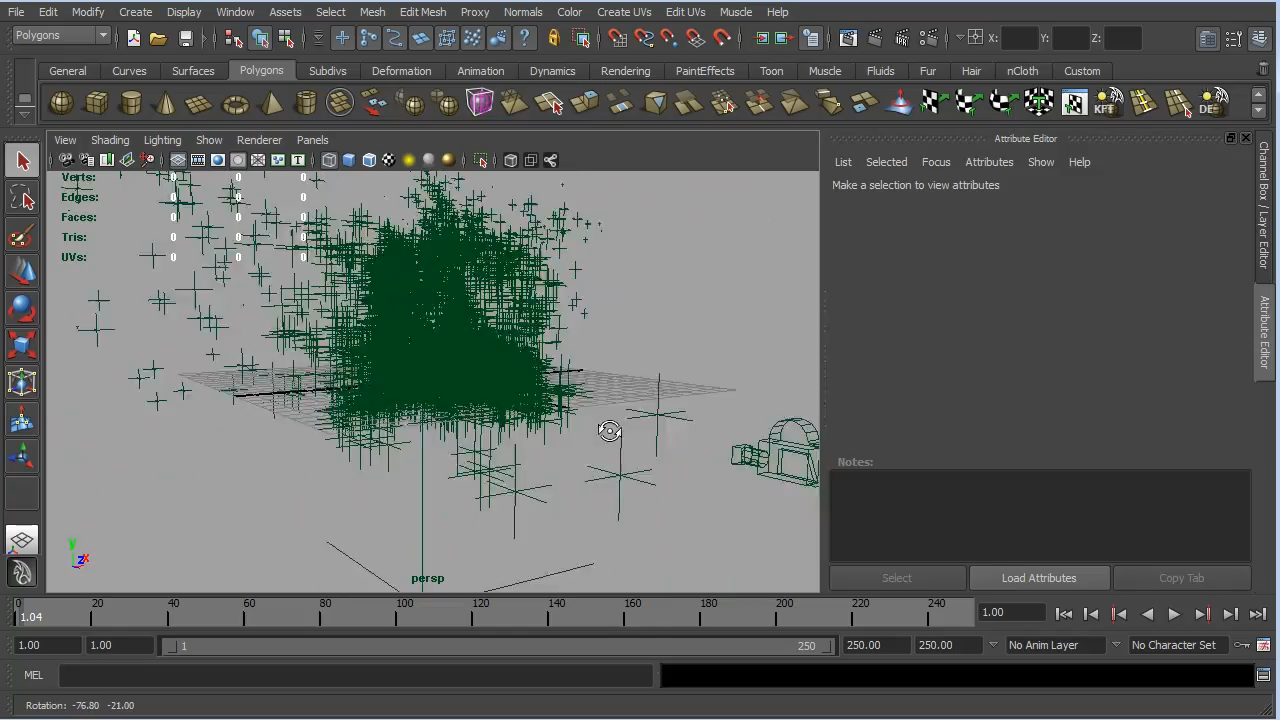 File Edit Modify Create Display Window Assets Select Mesh Edit Mesh Proxy Normals Color Create UVs Edit UVs Muscle Help
Polygons X: Y: Z:
General Curves Surfaces Polygons Subdivs Deformation Animation Dynamics Rendering PaintEffects Toon Muscle Fluids Fur Hair nCloth Custom
KFT DE
View Shading Lighting Show Renderer Panels
Attribute Editor
List Selected Focus Attributes Show Help
Make a selection to view attributes
Verts: 0 0 0
Edges: 0 0 0
Faces: 0 0 0
Tris: 0 0 0
UVs: 0 0 0
Channel Box / Layer Editor
Attribute Editor
Notes:
y
z x
persp
Select Load Attributes Copy Tab
0 20 40 60 80 100 120 140 160 180 200 220 240
1.04
1.00
1.00 1.00 1 250 250.00 250.00 No Anim Layer No Character Set
MEL
Rotation: -76.80 -21.00